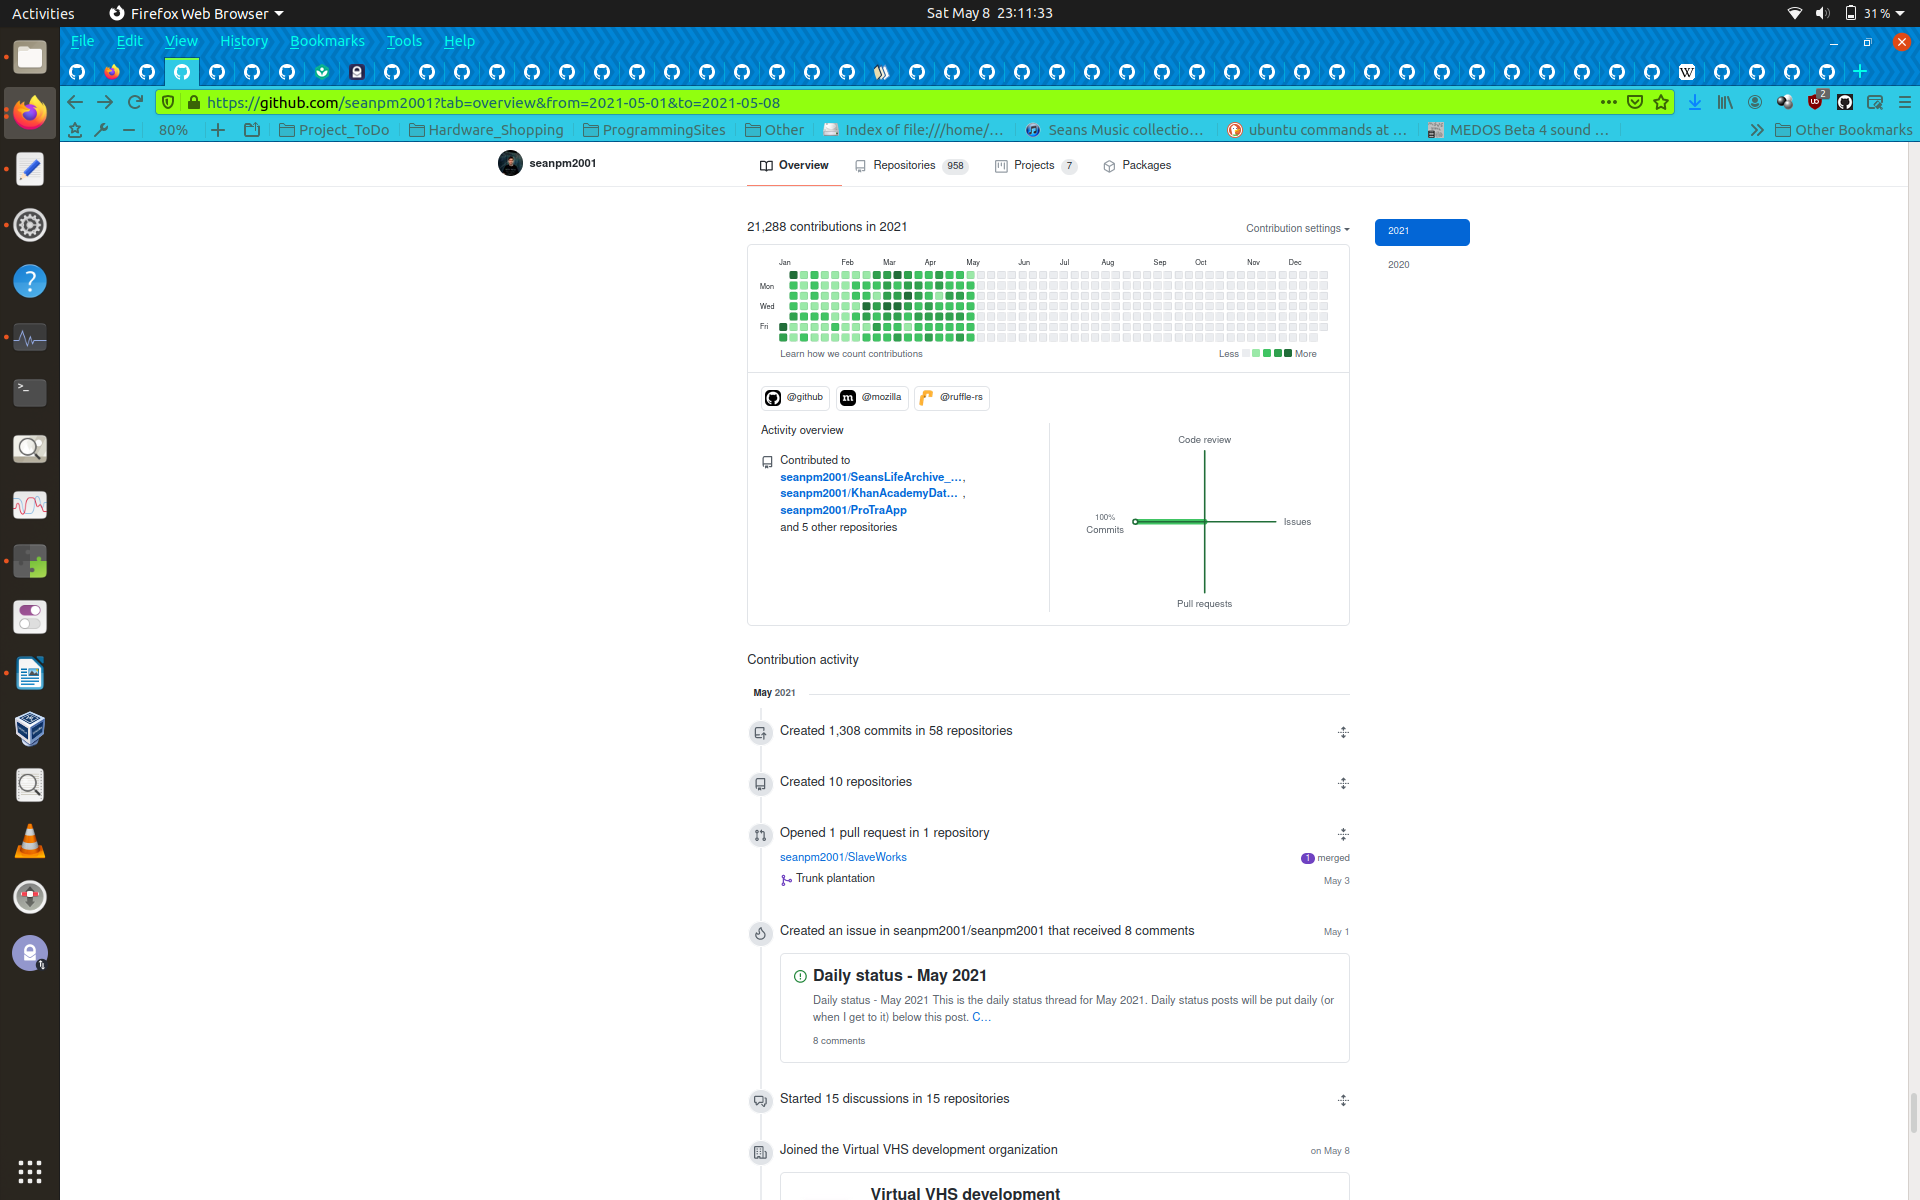 Activities
Firefox Web Browser
Sat May 8 23:11:33
31 %
File Edit View History Bookmarks Tools Help
W
https://github.com/seanpm2001?tab=overview&from=2021-05-01&to=2021-05-08
2
80%
Project_ToDo
Hardware_Shopping
ProgrammingSites
Other
Index of file:///home/...
Seans Music collectio...
ubuntu commands at ...
MEDOS Beta 4 sound ...
Other Bookmarks
seanpm2001
Overview
Repositories 958
Projects 7
Packages
21,288 contributions in 2021
Contribution settings
2021
2020
Jan Feb Mar Apr May Jun Jul Aug Sep Oct Nov Dec
Mon
Wed
Fri
Learn how we count contributions
Less More
@github
@mozilla
@ruffle-rs
Activity overview
Contributed to
seanpm2001/SeansLifeArchive_...,
seanpm2001/KhanAcademyDat... ,
seanpm2001/ProTraApp
and 5 other repositories
Code review
100%
Commits
Issues
Pull requests
Contribution activity
May 2021
Created 1,308 commits in 58 repositories
Created 10 repositories
Opened 1 pull request in 1 repository
seanpm2001/SlaveWorks
1 merged
Trunk plantation
May 3
Created an issue in seanpm2001/seanpm2001 that received 8 comments
May 1
Daily status - May 2021
Daily status - May 2021 This is the daily status thread for May 2021. Daily status posts will be put daily (or
when I get to it) below this post. C...
8 comments
Started 15 discussions in 15 repositories
Joined the Virtual VHS development organization
on May 8
Virtual VHS development